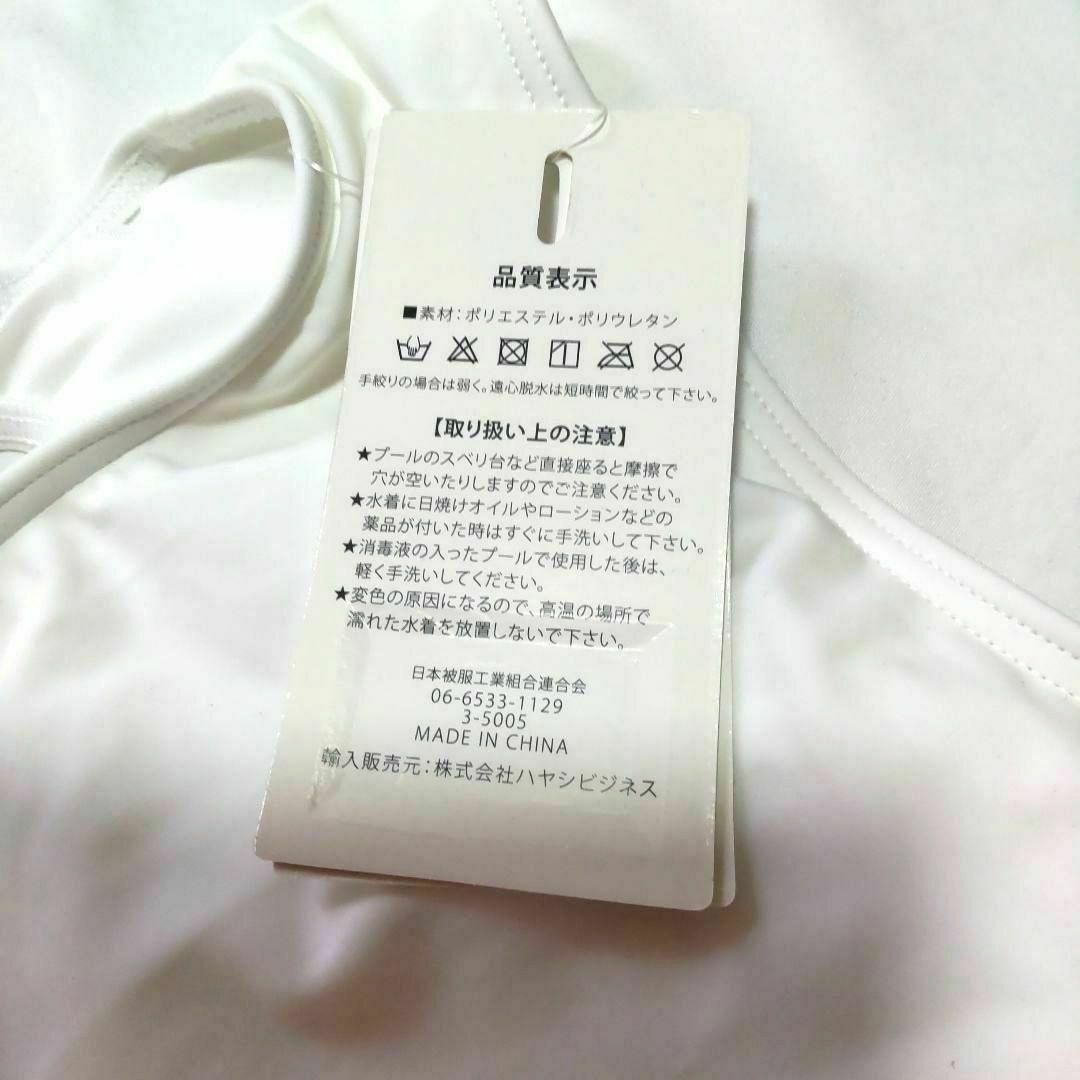 品質表示
■素材：ポリエステル・ポリウレタン
手絞りの場合は弱く。遠心脱水は短時間で絞って下さい。
【取り扱い上の注意】
★プールのスベリ台など直接座ると摩擦で
穴が空いたりしますのでご注意ください。
★水着に日焼けオイルやローションなどの
薬品が付いた時はすぐに手洗いして下さい。
★消毒液の入ったプールで使用した後は、
軽く手洗いしてください。
★変色の原因になるので、高温の場所で
濡れた水着を放置しないで下さい。
日本被服工業組合連合会
06-6533-1129
3-5005
MADE IN CHINA
輸入販売元：株式会社ハヤシビジネス